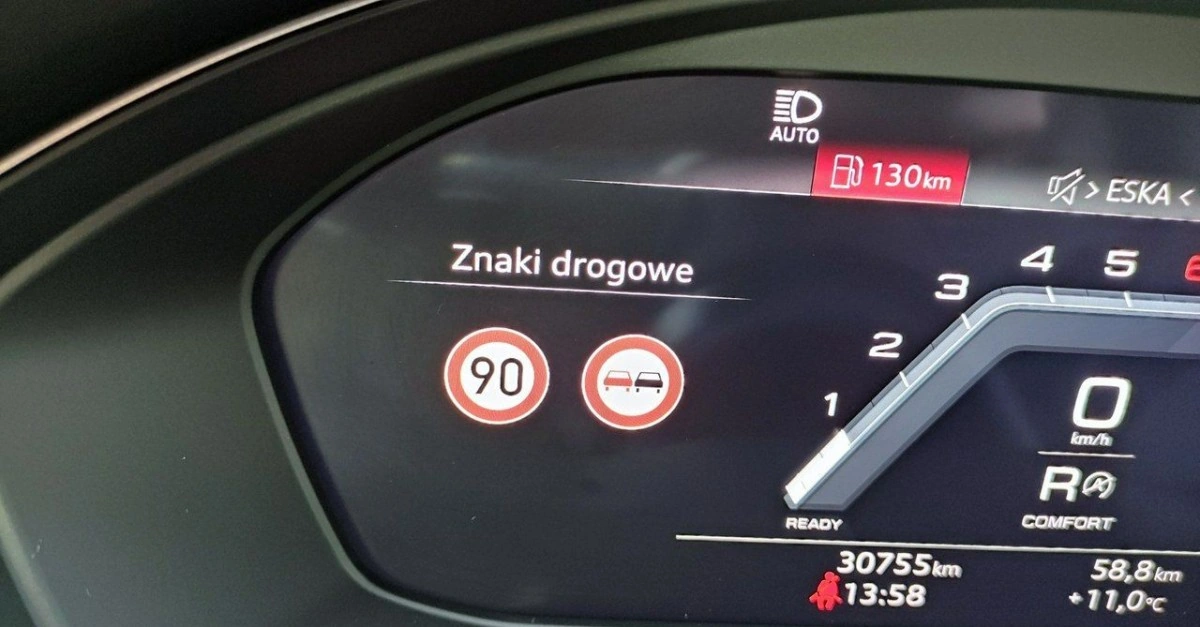 AUTO
130km
> ESKA <
Znaki drogowe
90
1
2
3
4
5
6
0
km/h
R
READY
COMFORT
30755km
58,8km
13:58
+11,0°C